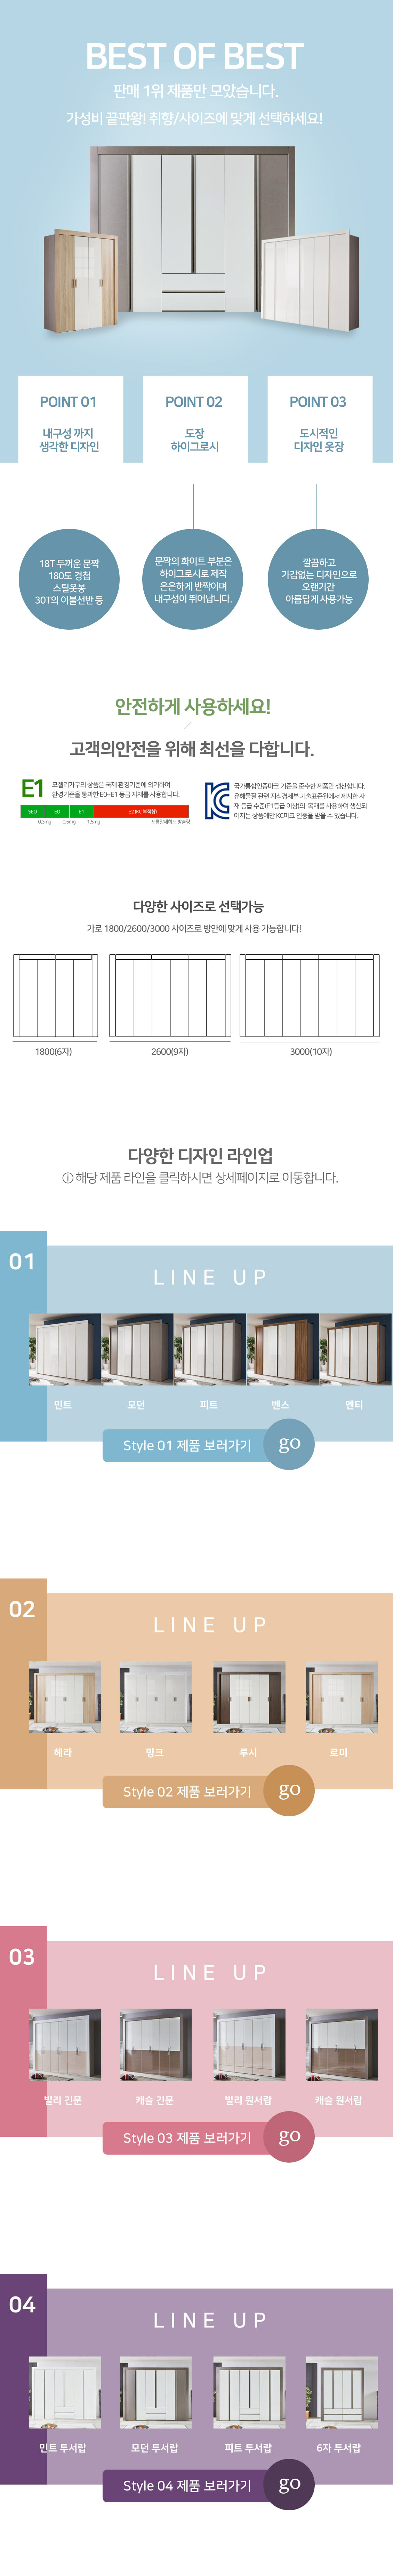 BEST OF BEST
판매 1위 제품만 모았습니다.
가성비 끝판왕! 취향/사이즈에 맞게 선택하세요!
POINT 01
내구성 까지
생각한 디자인
POINT 02
도장
하이그로시
POINT 03
도시적인
디자인 옷장
18T 두꺼운 문짝
180도 경첩
스틸옷봉
30T의 이불선반 등
문짝의 화이트 부분은
하이그로시로 제작
은은하게 반짝이며
내구성이 뛰어납니다.
깔끔하고
가감없는 디자인으로
오랜기간
아름답게 사용가능
안전하게 사용하세요!
고객의안전을 위해 최선을 다합니다.
E1
모젤리가구의 상품은 국제 환경기준에 의거하며
환경기준을 통과한 E0~E1 등급 자재를 사용합니다.
SE0 EO E1 E2 (KC 부적합)
0.3mg 0.5mg 1.5mg 포름알데히드 방출량
KC
국가통합인증마크 기준을 준수한 제품만 생산합니다.
유해물질 관련 지식경제부 기술표준원에서 제시한 자
재 등급 수준(E1등급 이상)의 목재를 사용하여 생산되
어지는 상품에만 KC마크 인증을 받을 수 있습니다.
다양한 사이즈로 선택가능
가로 1800/2600/3000 사이즈로 방안에 맞게 사용 가능합니다!
1800(6자)
2600(9자)
3000(10자)
다양한 디자인 라인업
ⓘ 해당 제품 라인을 클릭하시면 상세페이지로 이동합니다.
01
LINE UP
민트 모던 피트 벤스 멘티
Style 01 제품 보러가기 go
02
LINE UP
헤라 밍크 루시 로미
Style 02 제품 보러가기 go
03
LINE UP
빌리 긴문 캐슬 긴문 빌리 원서랍 캐슬 원서랍
Style 03 제품 보러가기 go
04
LINE UP
민트 투서랍 모던 투서랍 피트 투서랍 6자 투서랍
Style 04 제품 보러가기 go